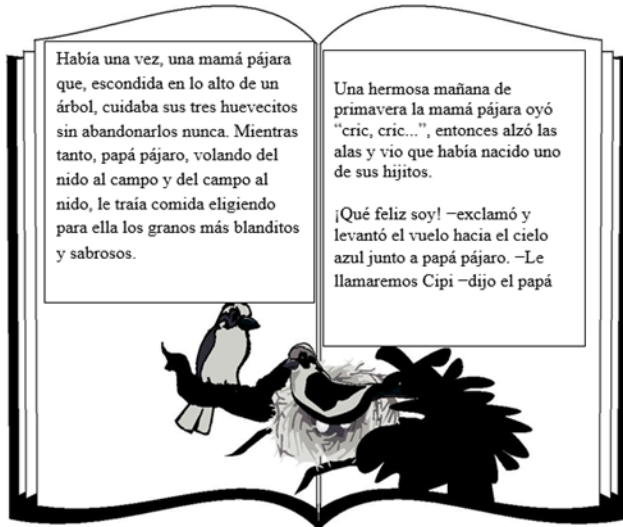 Había una vez, una mamá pájara
que, escondida en lo alto de un
árbol, cuidaba sus tres huevecitos
sin abandonarlos nunca. Mientras
tanto, papá pájaro, volando del
nido al campo y del campo al
nido, le traía comida eligiendo
para ella los granos más blanditos
y sabrosos.
Una hermosa mañana de
primavera la mamá pájara oyó
“cric, cric...”, entonces alzó las
alas y vio que había nacido uno
de sus hijitos.
¡Qué feliz soy! −exclamó y
levantó el vuelo hacia el cielo
azul junto a papá pájaro. −Le
llamaremos Cipi −dijo el papá